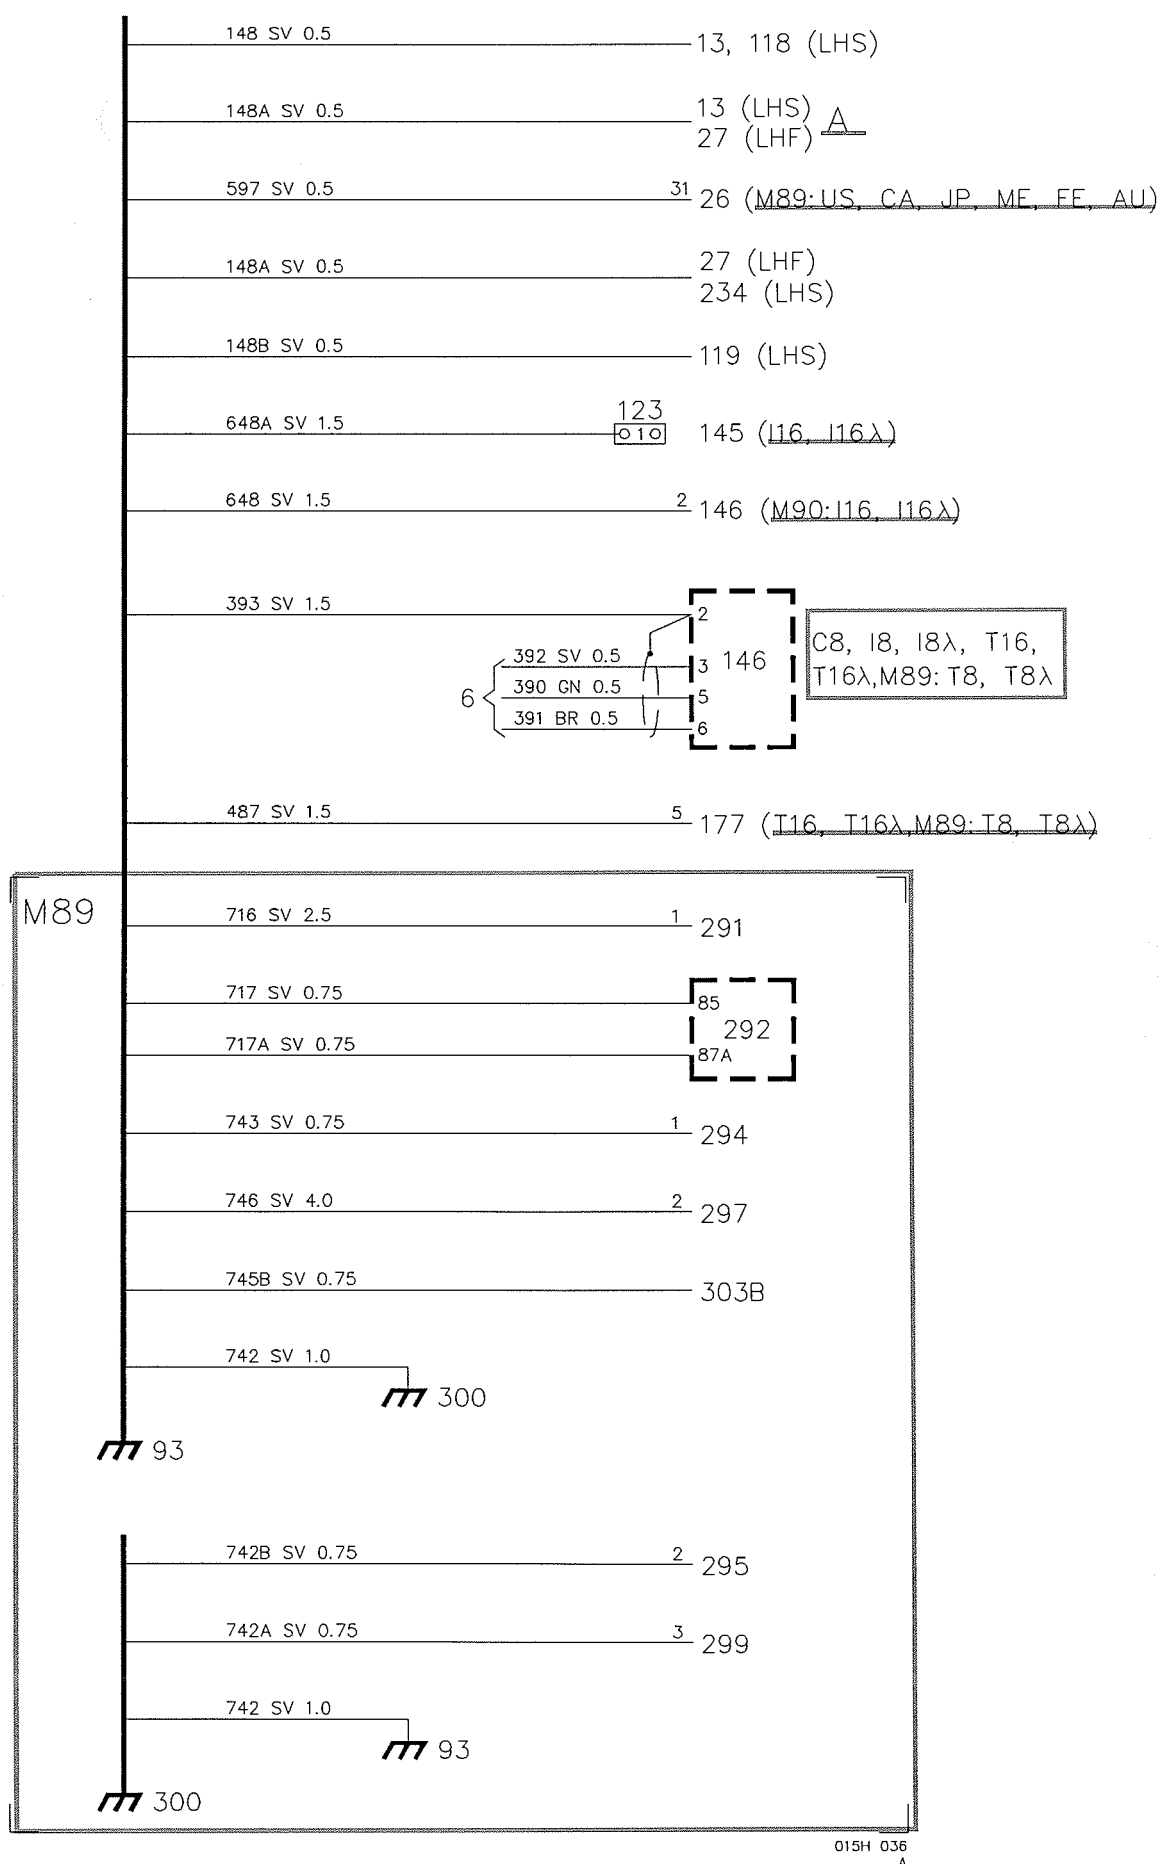 148 SV 0.5
13, 118 (LHS)
148A SV 0.5
13 (LHS)
27 (LHF) A
597 SV 0.5
31 26 (M89: US, CA, JP, ME, FE, AU)
148A SV 0.5
27 (LHF)
234 (LHS)
148B SV 0.5
119 (LHS)
648A SV 1.5
123
1
145 (I16, I16λ)
648 SV 1.5
2 146 (M90: I16, I16λ)
393 SV 1.5
2
392 SV 0.5
3
390 GN 0.5
5
391 BR 0.5
6
6
146
C8, I8, I8λ, T16,
T16λ,M89: T8, T8λ
487 SV 1.5
5 177 (T16, T16λ,M89: T8, T8λ)
M89
716 SV 2.5
1 291
717 SV 0.75
85
292
717A SV 0.75
87A
743 SV 0.75
1 294
746 SV 4.0
2 297
745B SV 0.75
303B
742 SV 1.0
300
93
742B SV 0.75
2 295
742A SV 0.75
3 299
742 SV 1.0
93
300
015H 036
A